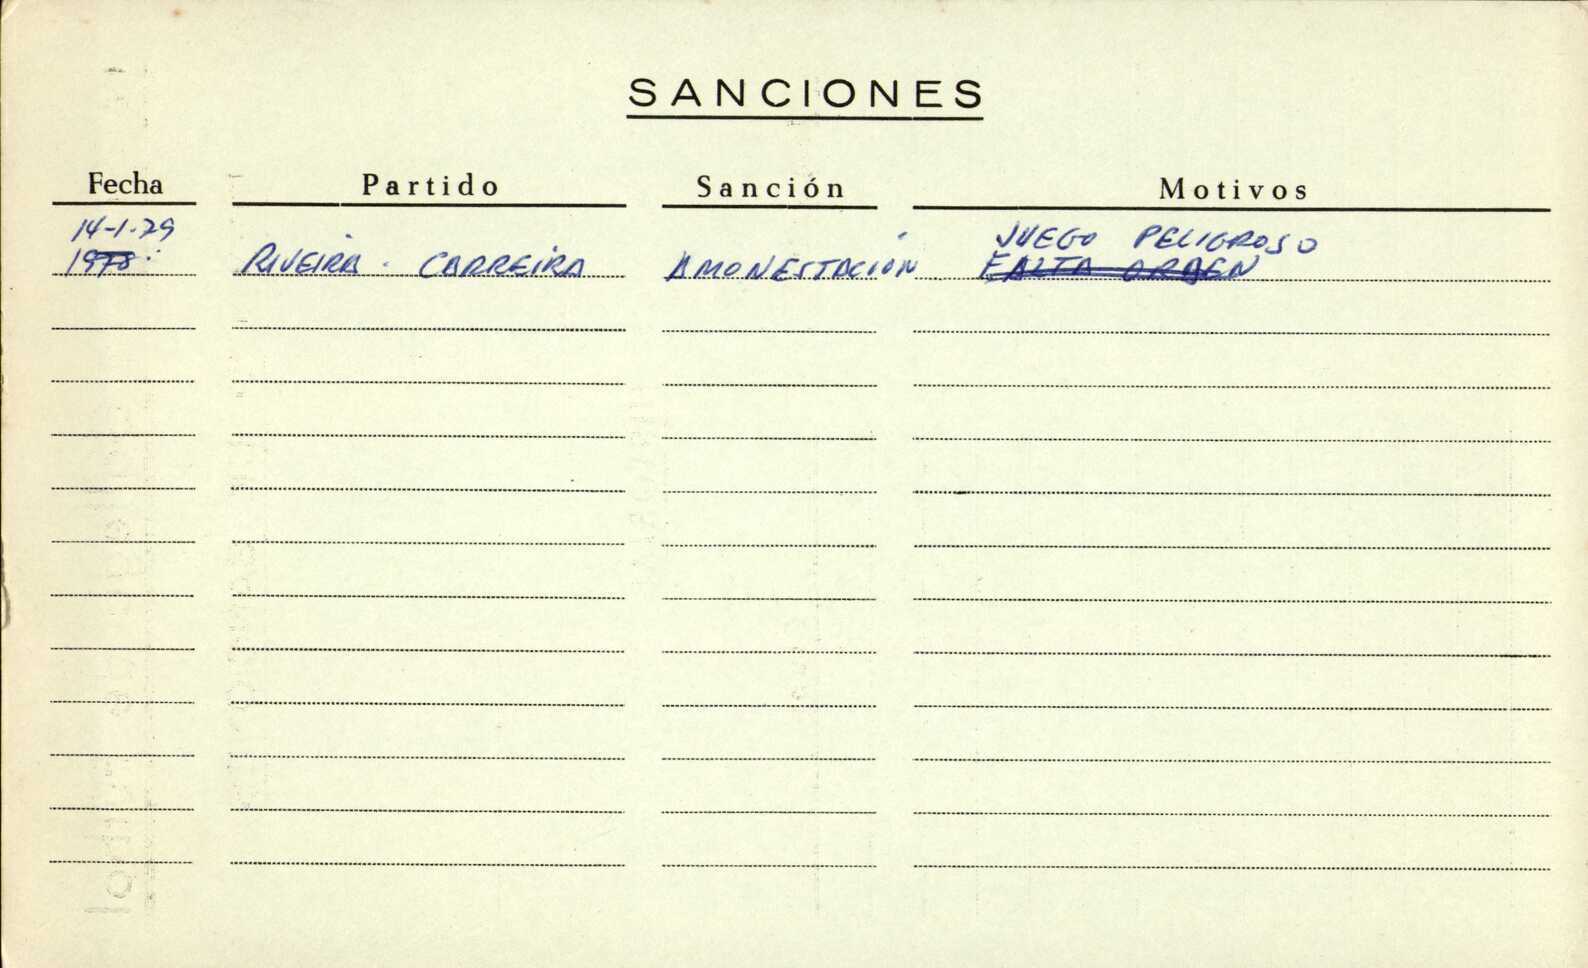 SANCIONES
Fecha Partido Sanción Motivos
14-1-79 JUEGO PELIGROSO
1978 RIVEIRA - CARREIRA AMONESTACIÓN FALTA ORDEN